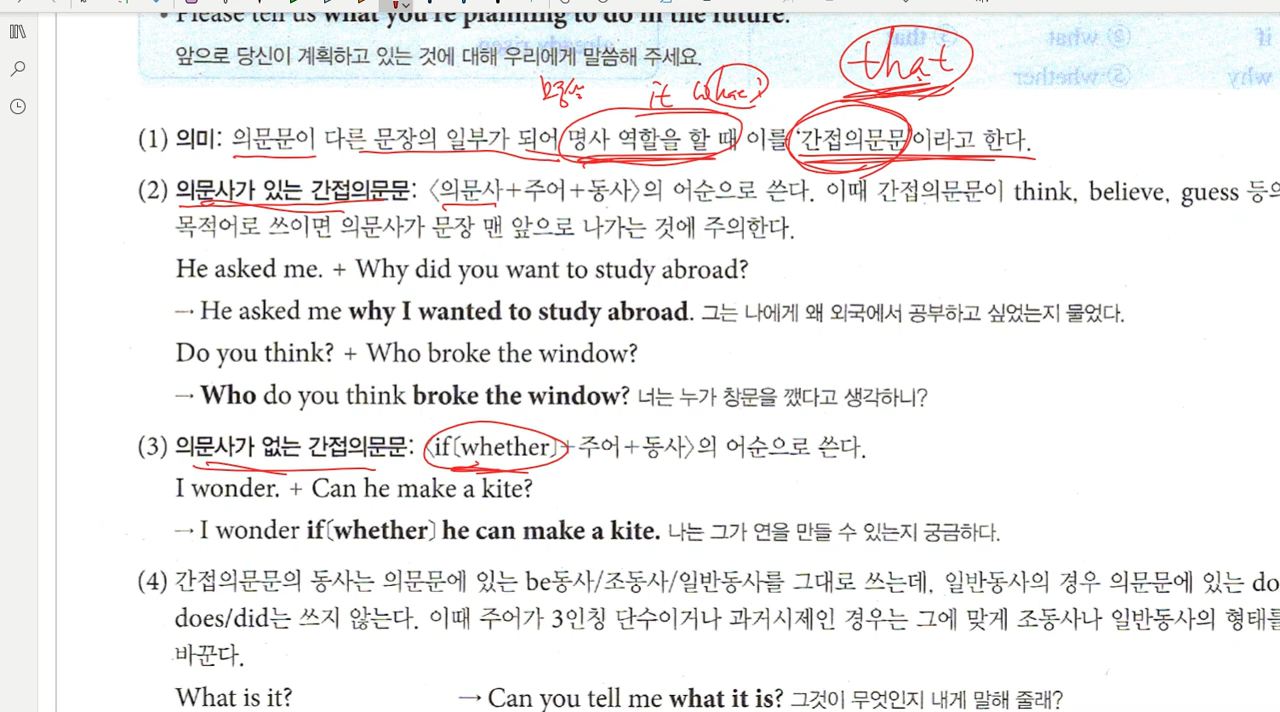 • Please tell us what you're planning to do in the future.
앞으로 당신이 계획하고 있는 것에 대해 우리에게 말씀해 주세요.
that
it what?
(1) 의미: 의문문이 다른 문장의 일부가 되어 명사 역할을 할 때 이를 '간접의문문'이라고 한다.
(2) 의문사가 있는 간접의문문: 〈의문사+주어+동사〉의 어순으로 쓴다. 이때 간접의문문이 think, believe, guess 등의
목적어로 쓰이면 의문사가 문장 맨 앞으로 나가는 것에 주의한다.
He asked me. + Why did you want to study abroad?
→ He asked me why I wanted to study abroad. 그는 나에게 왜 외국에서 공부하고 싶었는지 물었다.
Do you think? + Who broke the window?
→ Who do you think broke the window? 너는 누가 창문을 깼다고 생각하니?
(3) 의문사가 없는 간접의문문: 〈if〔whether〕+주어+동사〉의 어순으로 쓴다.
I wonder. + Can he make a kite?
→ I wonder if〔whether〕 he can make a kite. 나는 그가 연을 만들 수 있는지 궁금하다.
(4) 간접의문문의 동사는 의문문에 있는 be동사/조동사/일반동사를 그대로 쓰는데, 일반동사의 경우 의문문에 있는 do
does/did는 쓰지 않는다. 이때 주어가 3인칭 단수이거나 과거시제인 경우는 그에 맞게 조동사나 일반동사의 형태를
바꾼다.
What is it? → Can you tell me what it is? 그것이 무엇인지 내게 말해 줄래?